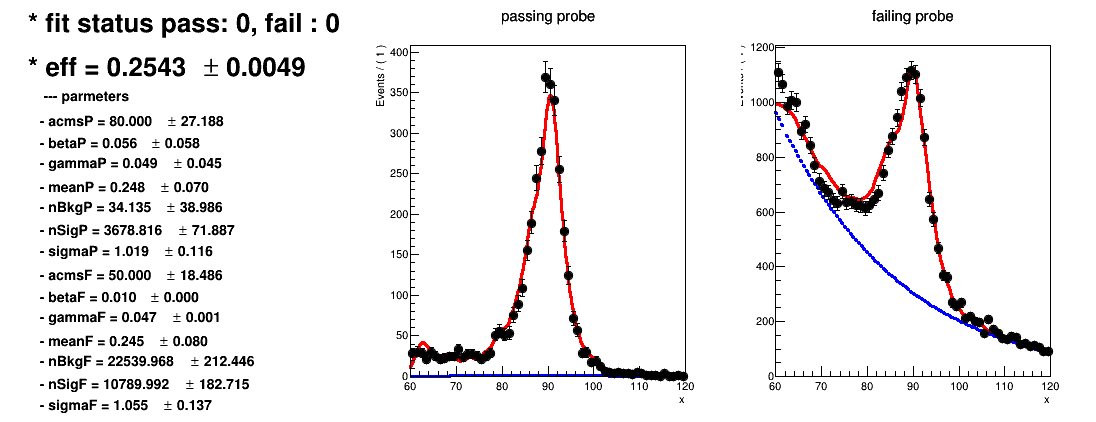 * fit status pass: 0, fail : 0
* eff = 0.2543 ± 0.0049
--- parmeters
- acmsP = 80.000 ± 27.188
- betaP = 0.056 ± 0.058
- gammaP = 0.049 ± 0.045
- meanP = 0.248 ± 0.070
- nBkgP = 34.135 ± 38.986
- nSigP = 3678.816 ± 71.887
- sigmaP = 1.019 ± 0.116
- acmsF = 50.000 ± 18.486
- betaF = 0.010 ± 0.000
- gammaF = 0.047 ± 0.001
- meanF = 0.245 ± 0.080
- nBkgF = 22539.968 ± 212.446
- nSigF = 10789.992 ± 182.715
- sigmaF = 1.055 ± 0.137
passing probe
Events / ( 1 )
400
350
300
250
200
150
100
50
0
60 70 80 90 100 110 120
x
failing probe
1200
1000
800
600
400
200
0
60 70 80 90 100 110 120
x